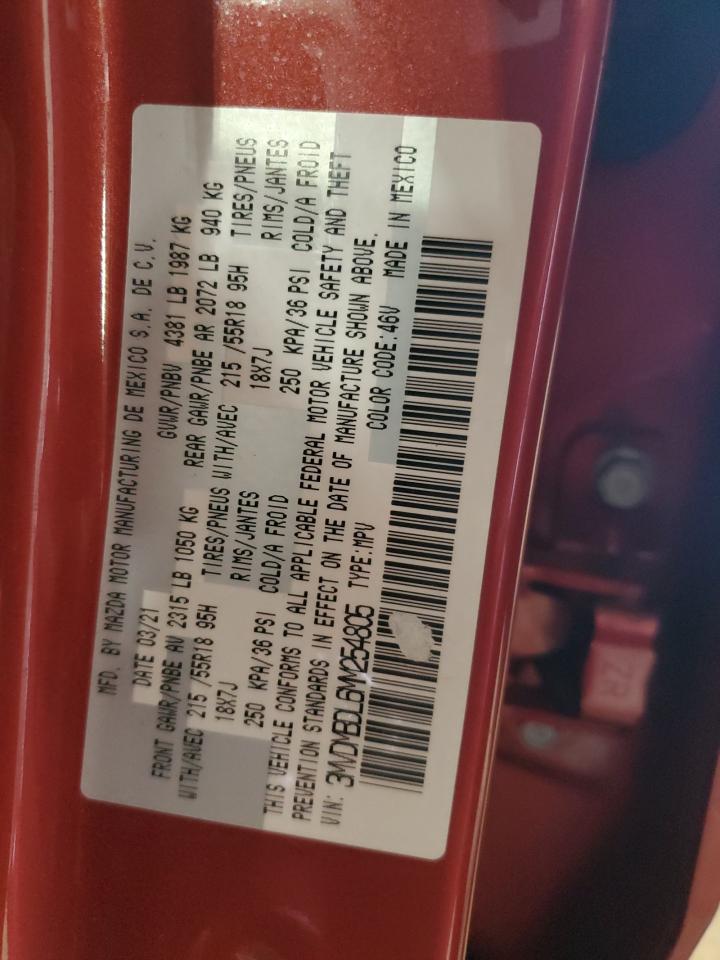 MFD. BY MAZDA MOTOR MANUFACTURING DE MEXICO S.A. DE C.V.
DATE 03/21 GVWR/PNBV 4381 LB 1987 KG
FRONT GAWR/PNBE AV 2315 LB 1050 KG REAR GAWR/PNBE AR 2072 LB 940 KG
WITH/AVEC 215 /55R18 95H TIRES/PNEUS WITH/AVEC 215 /55R18 95H TIRES/PNEUS
18X7J RIMS/JANTES 18X7J RIMS/JANTES
250 KPA/36 PSI COLD/A FROID 250 KPA/36 PSI COLD/A FROID
THIS VEHICLE CONFORMS TO ALL APPLICABLE FEDERAL MOTOR VEHICLE SAFETY AND THEFT
PREVENTION STANDARDS IN EFFECT ON THE DATE OF MANUFACTURE SHOWN ABOVE.
VIN: 3MVDMBDL6MM254805 TYPE:MPV COLOR CODE:46V MADE IN MEXICO